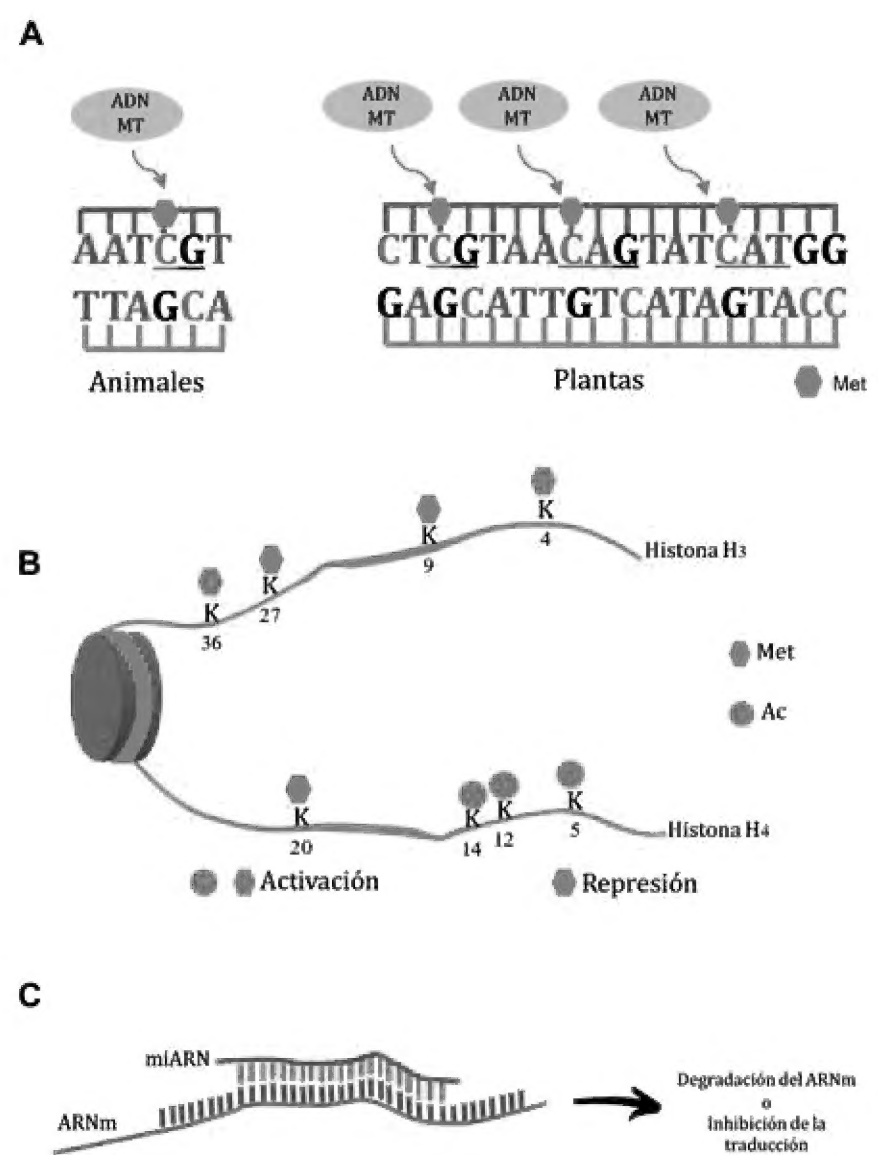 A
ADN
MT
ADN
MT
ADN
MT
ADN
MT
AATCGT
TTAGCA
Animales
CTCGTAACAGTATCATGG
GAGCATTGTCATAGTACC
Plantas
Met
B
K
36
K
27
K
9
K
4
Histona H3
Met
Ac
K
20
K
14
K
12
K
5
Histona H4
Activación
Represión
C
miARN
ARNm
Degradación del ARNm
o
Inhibición de la
traducción